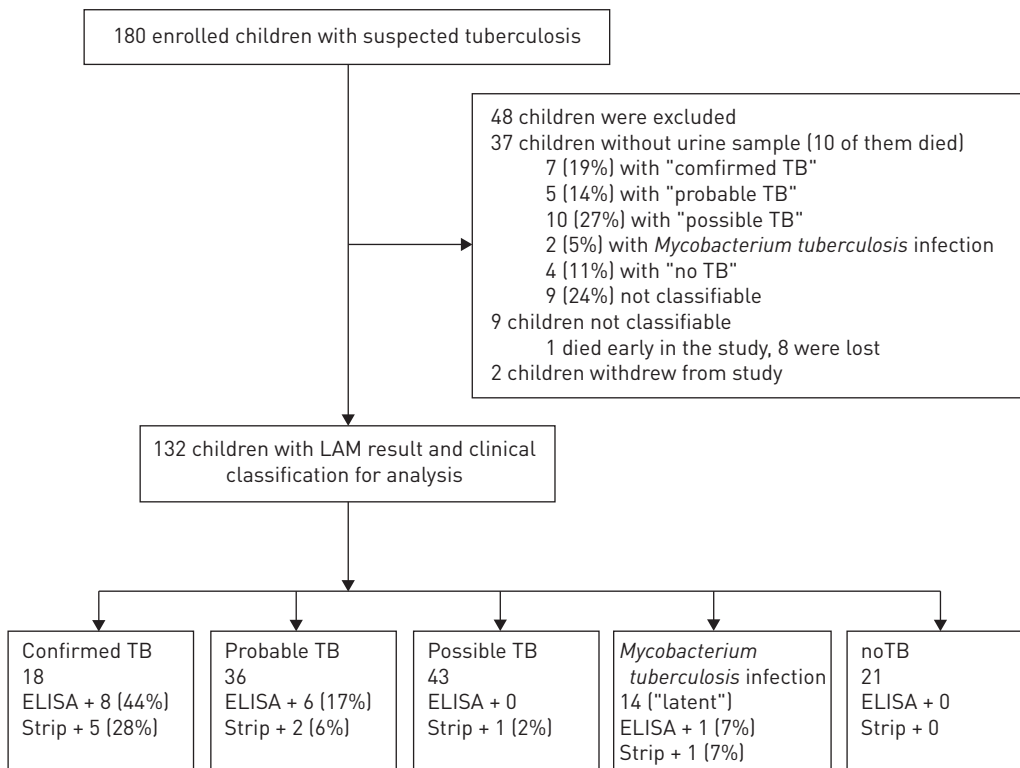 180 enrolled children with suspected tuberculosis
48 children were excluded
37 children without urine sample (10 of them died)
7 (19%) with "comfirmed TB"
5 (14%) with "probable TB"
10 (27%) with "possible TB"
2 (5%) with Mycobacterium tuberculosis infection
4 (11%) with "no TB"
9 (24%) not classifiable
9 children not classifiable
1 died early in the study, 8 were lost
2 children withdrew from study
132 children with LAM result and clinical
classification for analysis
Confirmed TB
18
ELISA + 8 (44%)
Strip + 5 (28%)
Probable TB
36
ELISA + 6 (17%)
Strip + 2 (6%)
Possible TB
43
ELISA + 0
Strip + 1 (2%)
Mycobacterium
tuberculosis infection
14 ("latent")
ELISA + 1 (7%)
Strip + 1 (7%)
noTB
21
ELISA + 0
Strip + 0